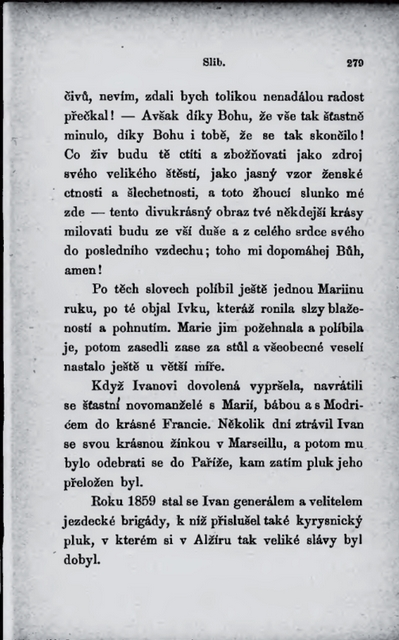 Slib. 279
čivů, nevím, zdali bych tolikou nenadálou radost
přečkal! — Avšak díky Bohu, že vše tak šťastně
minulo, díky Bohu i tobě, že se tak skončilo!
Co živ budu tě ctíti a zbožňovati jako zdroj
svého velikého štěstí, jako jasný vzor ženské
ctnosti a šlechetnosti, a toto žhoucí slunko mé
zde — tento divukrásný obraz tvé někdejší krásy
milovati budu ze vší duše a z celého srdce svého
do posledního vzdechu; toho mi dopomáhej Bůh,
amen!
Po těch slovech políbil ještě jednou Mariinu
ruku, po té objal Ivku, kteráž ronila slzy blaže-
ností a pohnutím. Marie jim požehnala a políbila
je, potom zasedli zase za stůl a všeobecné veselí
nastalo ještě u větší míře.
Když Ivanovi dovolená vypršela, navrátili
se šťastní novomanželé s Marií, bábou a s Modri-
ćem do krásné Francie. Několik dní ztrávil Ivan
se svou krásnou žínkou v Marseillu, a potom mu
bylo odebrati se do Paříže, kam zatím pluk jeho
přeložen byl.
Roku 1859 stal se Ivan generálem a velitelem
jezdecké brigády, k níž příslušel také kyrysnický
pluk, v kterém si v Alžíru tak veliké slávy byl
dobyl.